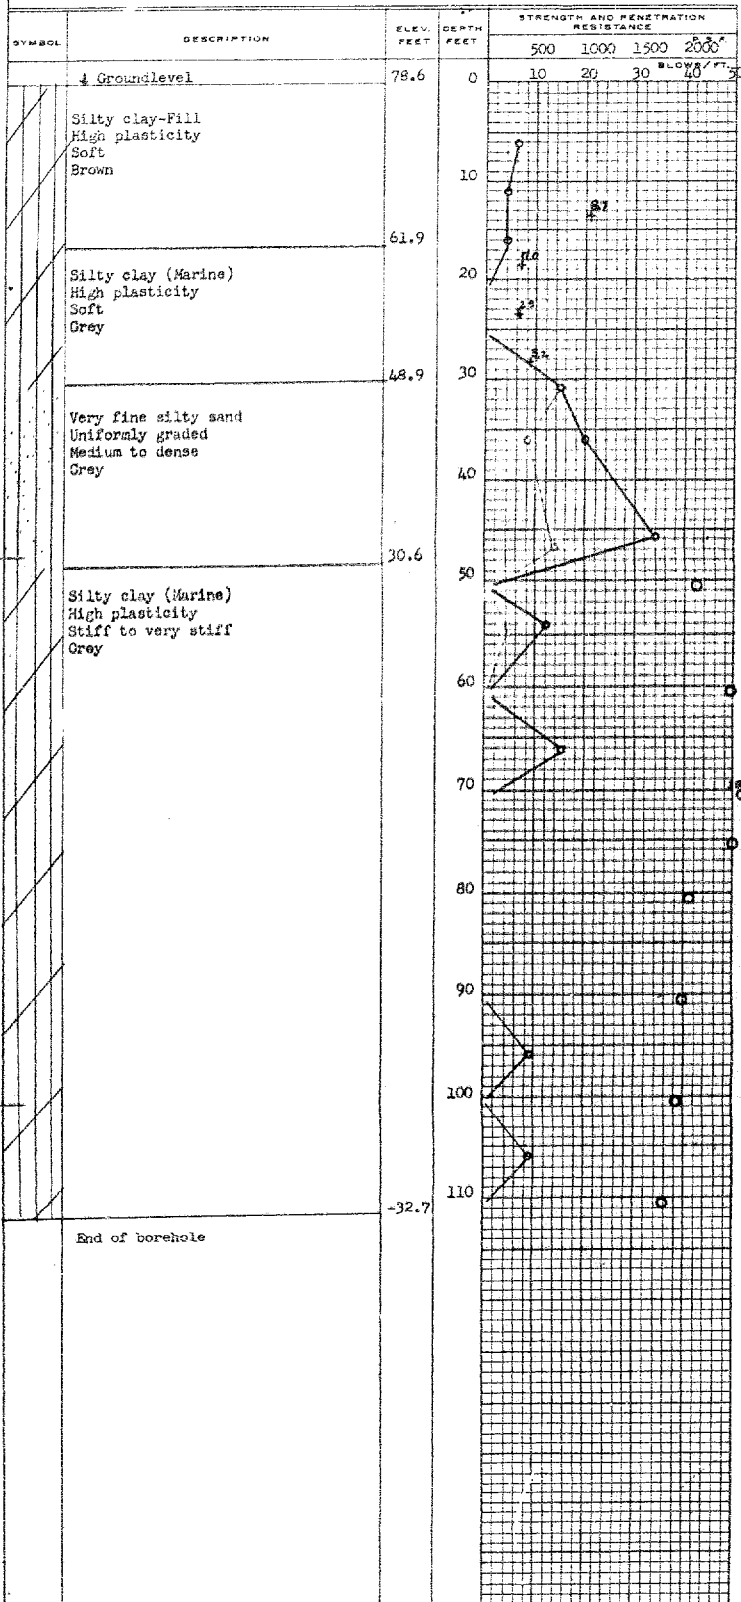 SYMBOL
DESCRIPTION
ELEV. FEET
DEPTH FEET
STRENGTH AND PENETRATION
RESISTANCE
P.S.F.
500 1000 1500 2000
BLOWS/FT.
10 20 30 40
Groundlevel 78.6 0
Silty clay-Fill
High plasticity
Soft
Brown
10
61.9
Silty clay (Marine)
High plasticity
Soft
Grey
20
48.9
30
Very fine silty sand
Uniformly graded
Medium to dense
Grey
40
30.6
50
Silty clay (Marine)
High plasticity
Stiff to very stiff
Grey
60
70
80
90
100
110
-32.7
End of borehole